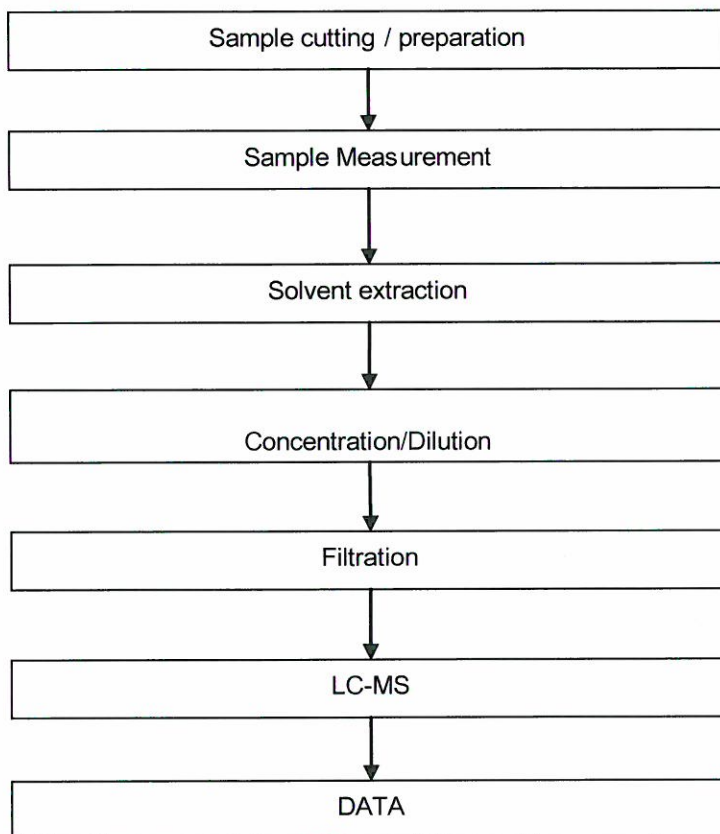 Sample cutting / preparation
Sample Measurement
Solvent extraction
Concentration/Dilution
Filtration
LC-MS
DATA